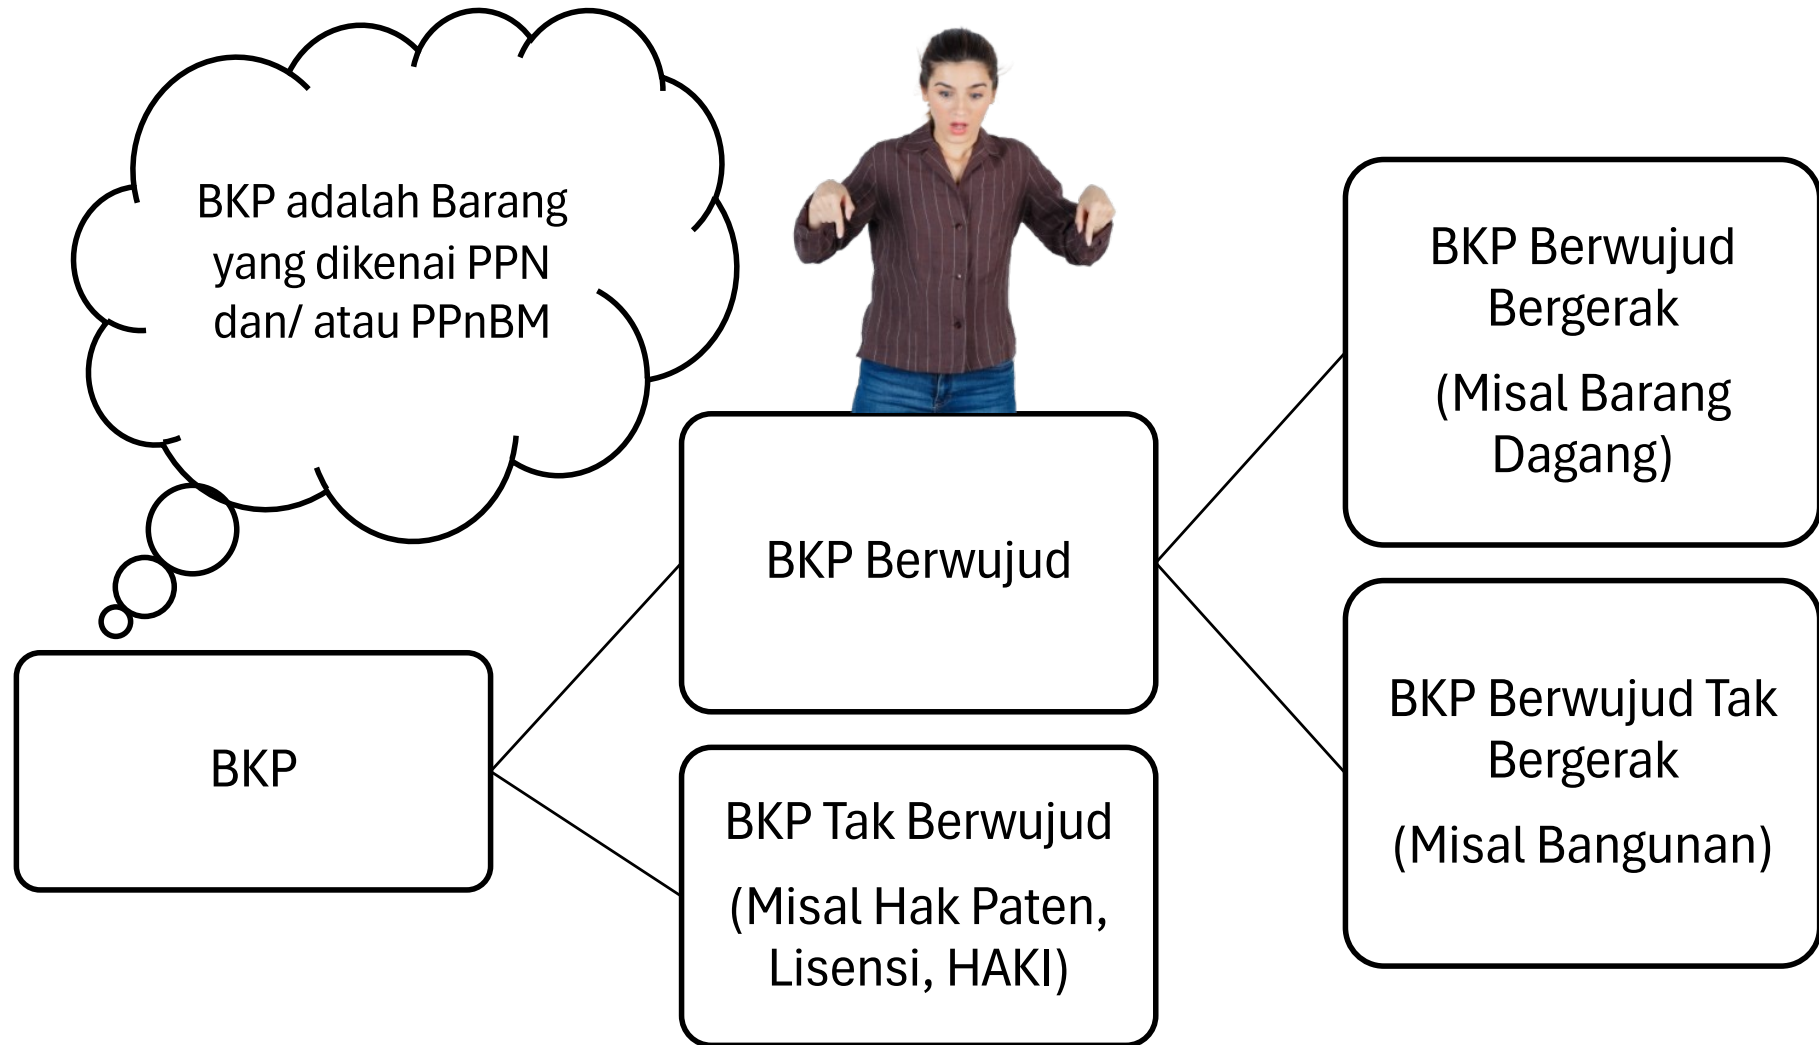 BKP adalah Barang
yang dikenai PPN
dan/ atau PPnBM
BKP
BKP Berwujud
BKP Tak Berwujud
(Misal Hak Paten,
Lisensi, HAKI)
BKP Berwujud
Bergerak
(Misal Barang
Dagang)
BKP Berwujud Tak
Bergerak
(Misal Bangunan)